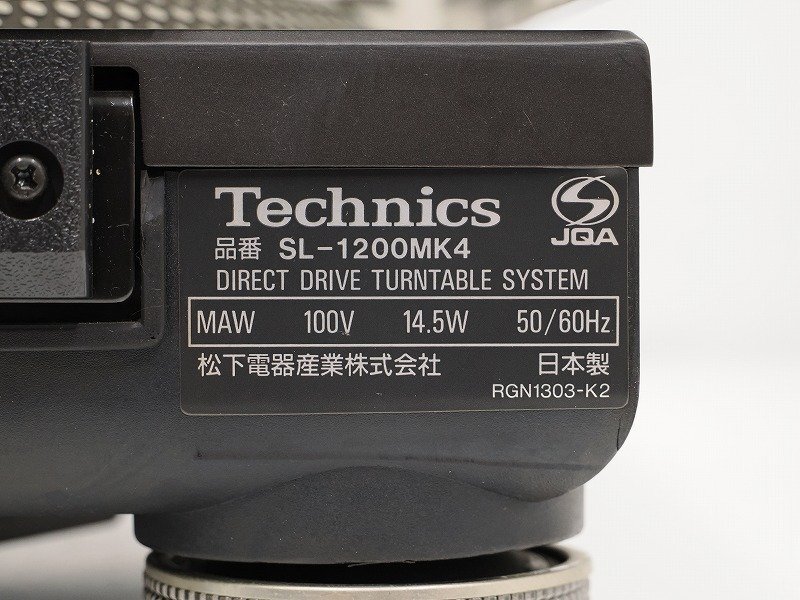 Technics
JQA
品番 SL-1200MK4
DIRECT DRIVE TURNTABLE SYSTEM
MAW 100V 14.5W 50/60Hz
松下電器産業株式会社 日本製
RGN1303-K2